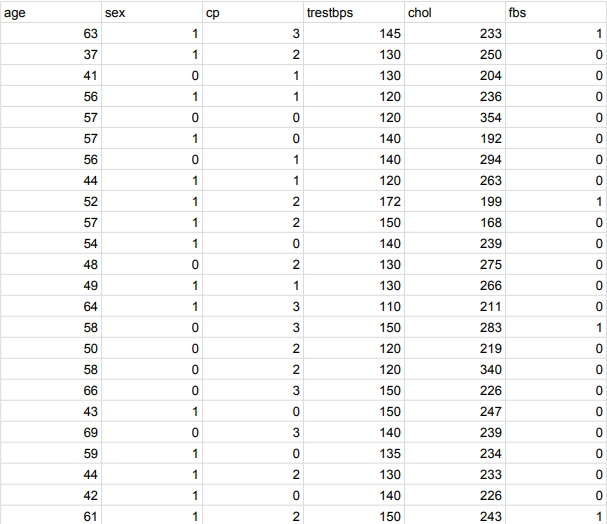 age sex cp trestbps chol fbs
63 1 3 145 233 1
37 1 2 130 250 0
41 0 1 130 204 0
56 1 1 120 236 0
57 0 0 120 354 0
57 1 0 140 192 0
56 0 1 140 294 0
44 1 1 120 263 0
52 1 2 172 199 1
57 1 2 150 168 0
54 1 0 140 239 0
48 0 2 130 275 0
49 1 1 130 266 0
64 1 3 110 211 0
58 0 3 150 283 1
50 0 2 120 219 0
58 0 2 120 340 0
66 0 3 150 226 0
43 1 0 150 247 0
69 0 3 140 239 0
59 1 0 135 234 0
44 1 2 130 233 0
42 1 0 140 226 0
61 1 2 150 243 1